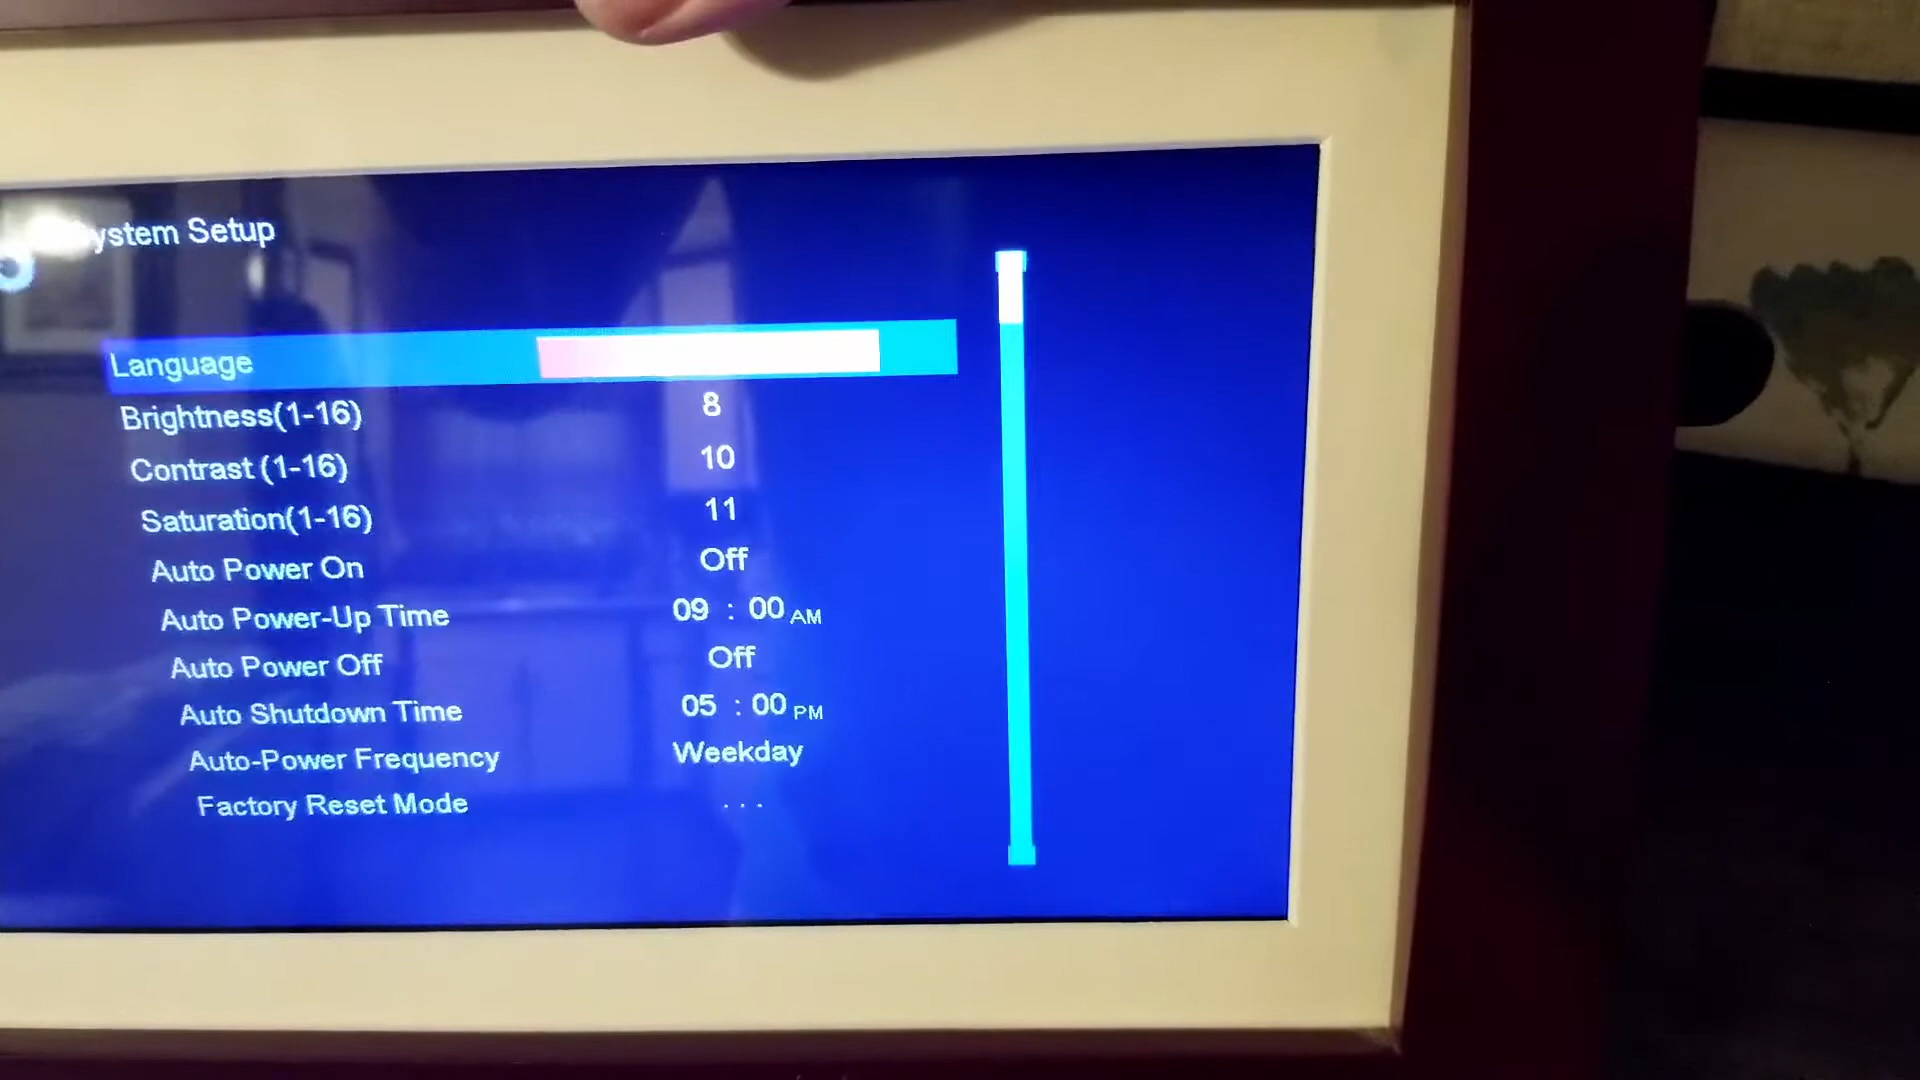 System Setup
Language
Brightness(1-16) 8
Contrast (1-16) 10
Saturation(1-16) 11
Auto Power On Off
Auto Power-Up Time 09 : 00 AM
Auto Power Off Off
Auto Shutdown Time 05 : 00 PM
Auto-Power Frequency Weekday
Factory Reset Mode . . .